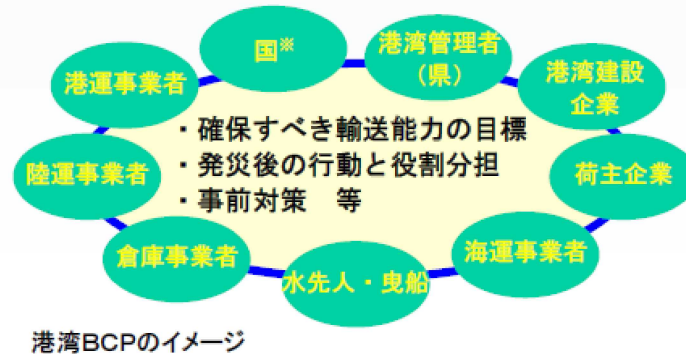 国※
港湾管理者
（県）
港運事業者
港湾建設
企業
・確保すべき輸送能力の目標
・発災後の行動と役割分担
・事前対策　等
陸運事業者
荷主企業
倉庫事業者
海運事業者
水先人・曳船
港湾BCPのイメージ